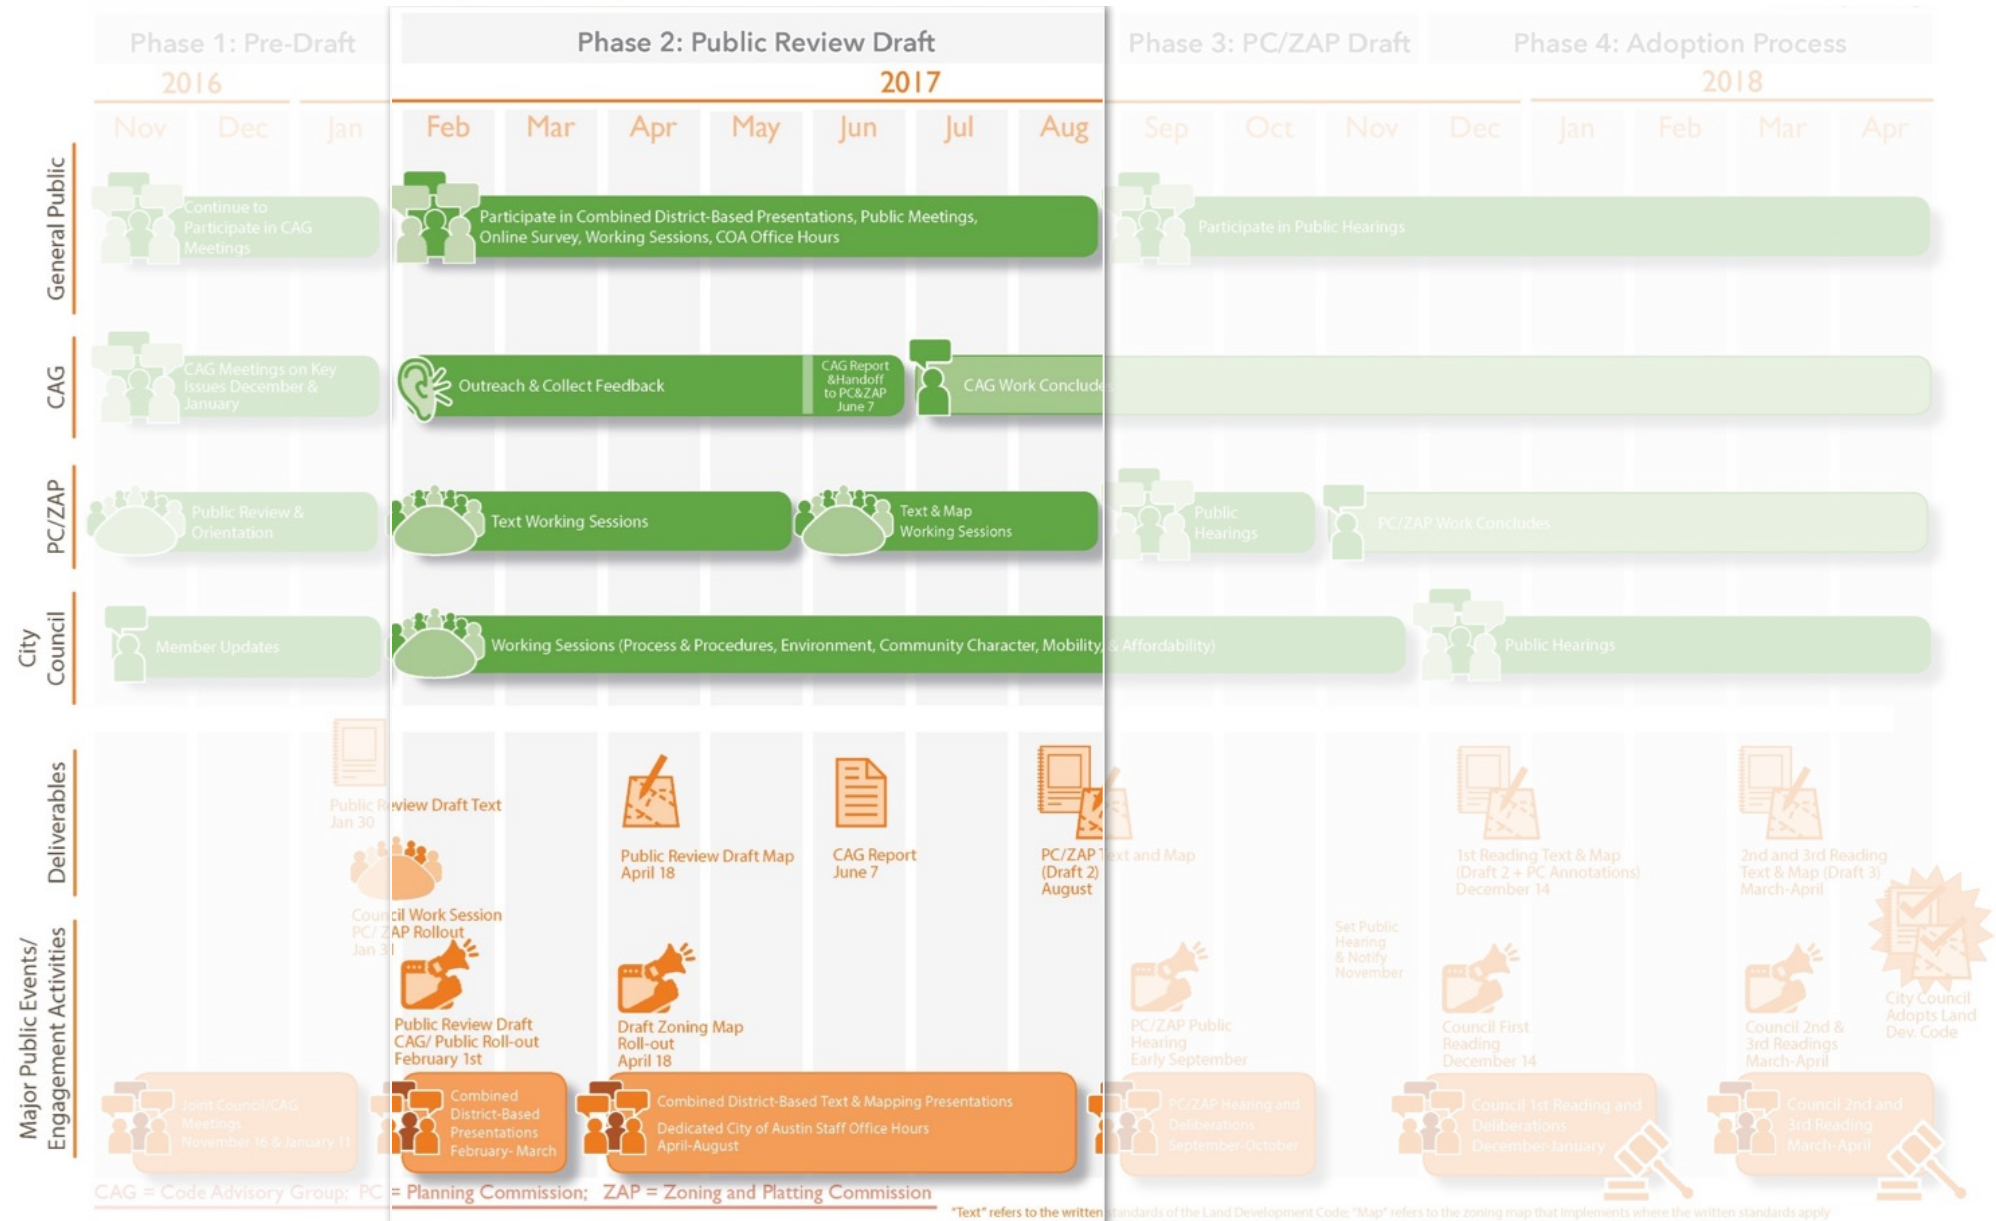 Phase 1: Pre-Draft
Phase 2: Public Review Draft
Phase 3: PC/ZAP Draft
Phase 4: Adoption Process
2016
2017
2018
Nov Dec Jan Feb Mar Apr May Jun Jul Aug Sep Oct Nov Dec Jan Feb Mar Apr
General Public
Continue to
Participate in CAG
Meetings
Participate in Combined District-Based Presentations, Public Meetings,
Online Survey, Working Sessions, COA Office Hours
Participate in Public Hearings
CAG
CAG Meetings on Key
Issues December &
January
Outreach & Collect Feedback
CAG Report
&Handoff
to PC&ZAP
June 7
CAG Work Concludes
PC/ZAP
Public Review &
Orientation
Text Working Sessions
Text & Map
Working Sessions
Public
Hearings
PC/ZAP Work Concludes
City
Council
Member Updates
Working Sessions (Process & Procedures, Environment, Community Character, Mobility, & Affordability)
Public Hearings
Deliverables
Public Review Draft Text
Jan 30
Council Work Session
PC/ ZAP Rollout
Jan 31
Public Review Draft Map
April 18
CAG Report
June 7
PC/ZAP Text and Map
(Draft 2)
August
1st Reading Text & Map
(Draft 2 + PC Annotations)
December 14
2nd and 3rd Reading
Text & Map (Draft 3)
March-April
Major Public Events/
Engagement Activities
Public Review Draft
CAG/ Public Roll-out
February 1st
Draft Zoning Map
Roll-out
April 18
PC/ZAP Public
Hearing
Early September
Set Public
Hearing
& Notify
November
Council First
Reading
December 14
Council 2nd &
3rd Readings
March-April
City Council
Adopts Land
Dev. Code
Joint Council/CAG
Meetings
November 16 & January 11
Combined
District-Based
Presentations
February- March
Combined District-Based Text & Mapping Presentations
Dedicated City of Austin Staff Office Hours
April-August
PC/ZAP Hearing and
Deliberations
September-October
Council 1st Reading and
Deliberations
December-January
Council 2nd and
3rd Reading
March-April
CAG = Code Advisory Group; PC = Planning Commission; ZAP = Zoning and Platting Commission
"Text" refers to the written standards of the Land Development Code; "Map" refers to the zoning map that implements where the written standards apply